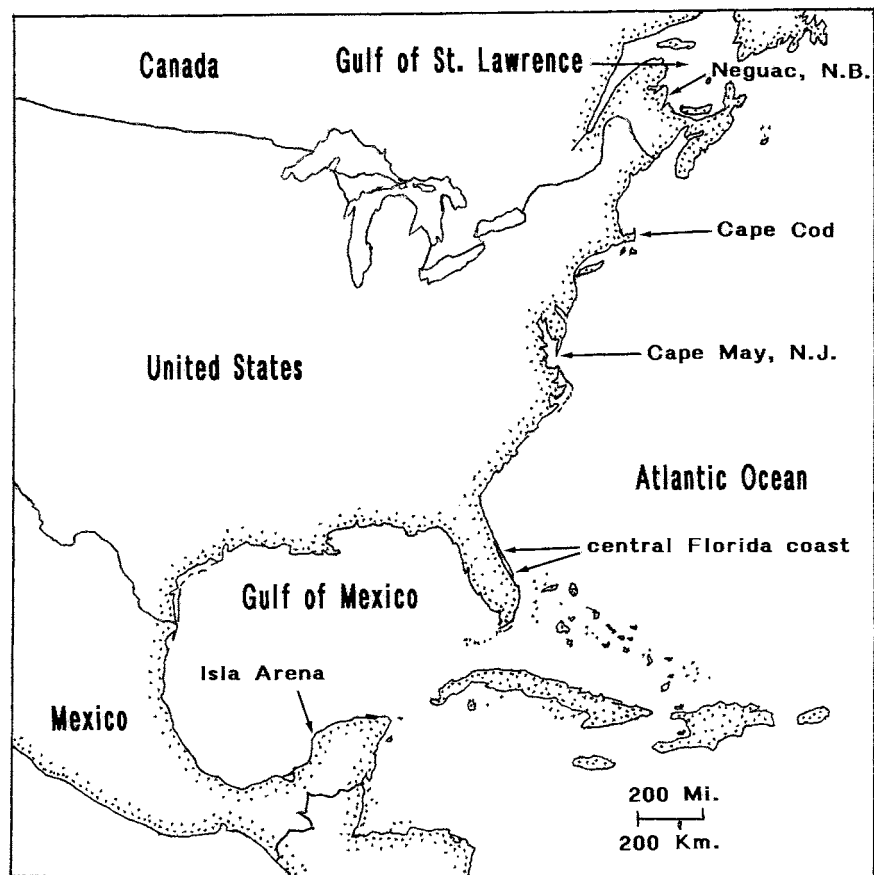 Canada
Gulf of St. Lawrence
Neguac, N.B.
Cape Cod
Cape May, N.J.
United States
Atlantic Ocean
central Florida coast
Gulf of Mexico
Isla Arena
Mexico
200 Mi.
200 Km.